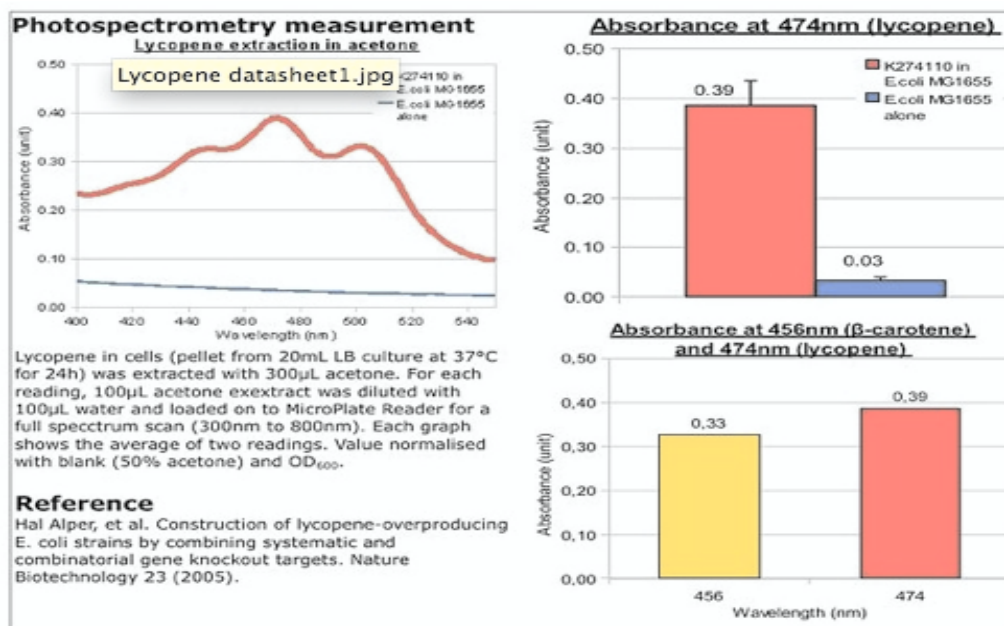 Photospectrometry measurement
Lycopene extraction in acetone
Lycopene datasheet1.jpg
K274110 in
E.coli MG1655
E.coli MG1655
alone
0.50
0.40
0.30
0.20
0.10
0.00
Absorbance (unit)
400
420
440
460
480
500
520
540
Wavelength (nm)
Lycopene in cells (pellet from 20mL LB culture at 37°C
for 24h) was extracted with 300µL acetone. For each
reading, 100µL acetone exextract was diluted with
100µL water and loaded on to MicroPlate Reader for a
full specctrum scan (300nm to 800nm). Each graph
shows the average of two readings. Value normalised
with blank (50% acetone) and OD₆₀₀.
Reference
Hal Alper, et al. Construction of lycopene-overproducing
E. coli strains by combining systematic and
combinatorial gene knockout targets. Nature
Biotechnology 23 (2005).
Absorbance at 474nm (lycopene)
0.50
0.40
0.30
0.20
0.10
0.00
Absorbance (unit)
0.39
0.03
K274110 in
E.coli MG1655
E.coli MG1655
alone
Absorbance at 456nm (β-carotene)
and 474nm (lycopene)
0,50
0,40
0,30
0,20
0,10
0,00
Absorbance (unit)
0,33
0,39
456
474
Wavelength (nm)